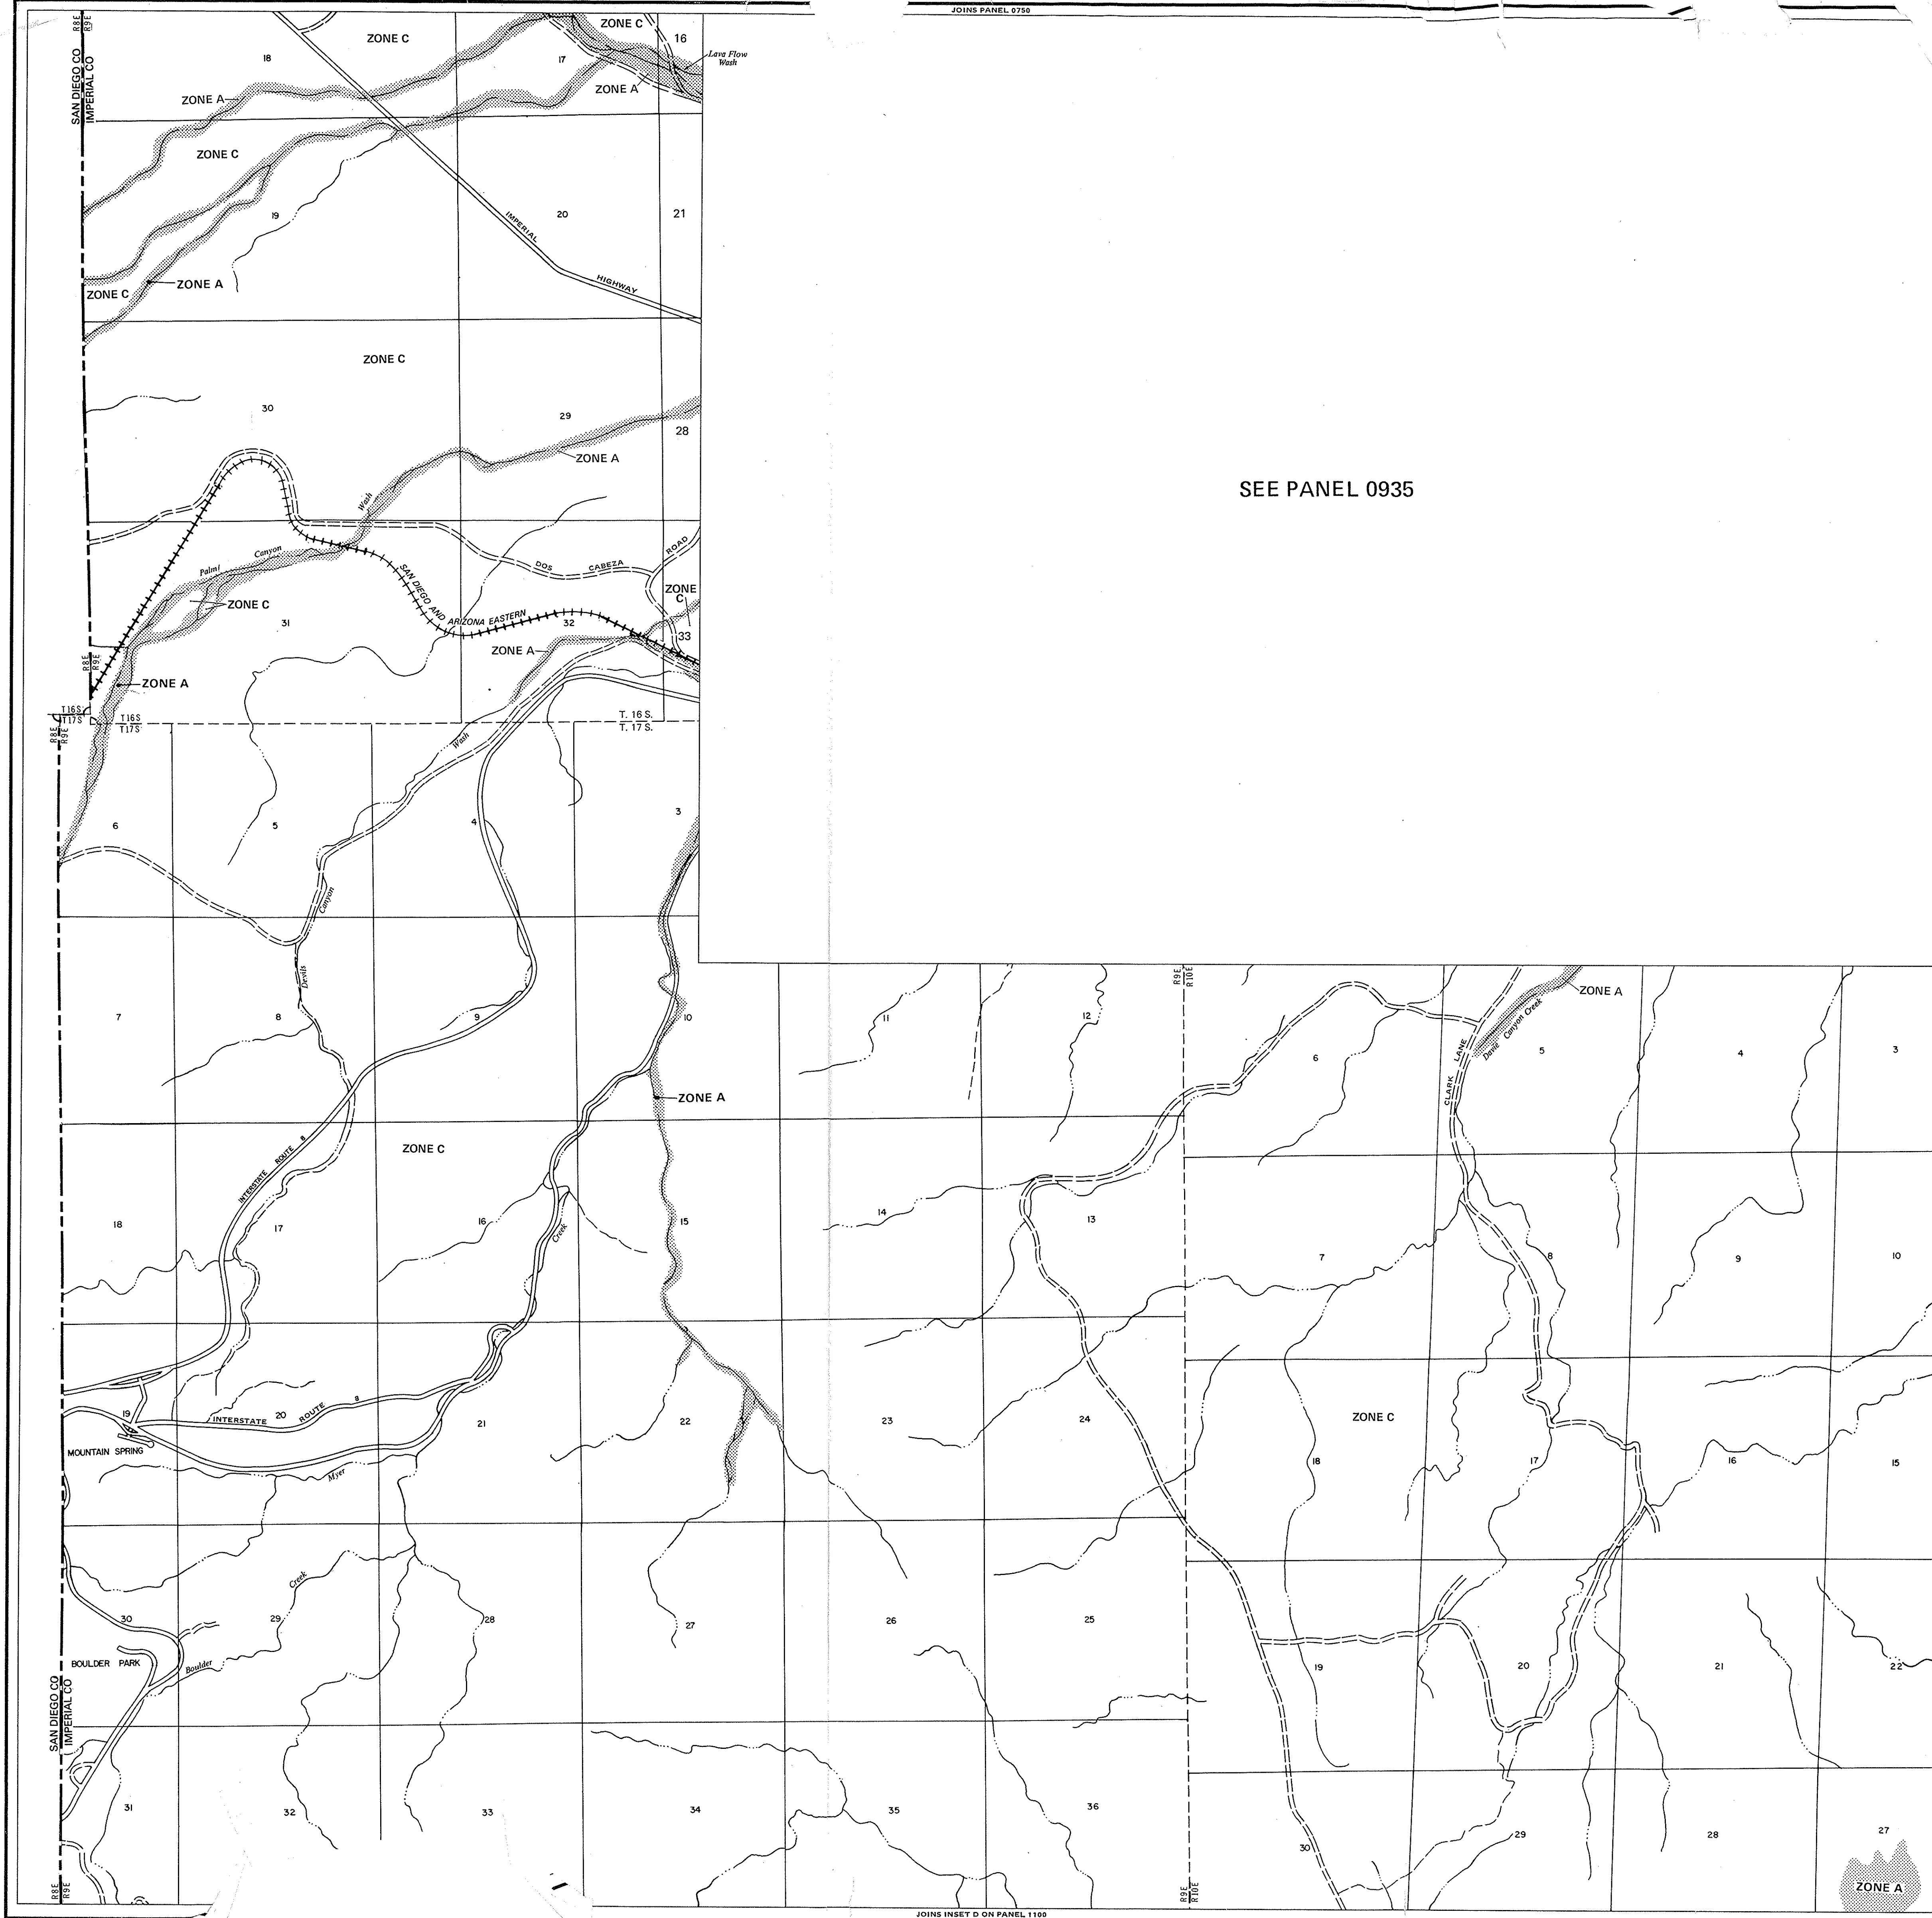 JOINS PANEL 0750
R8E
R9E
SAN DIEGO CO
IMPERIAL CO
ZONE C
ZONE C
16
Lava Flow
Wash
18
17
ZONE A
ZONE A
ZONE C
19
20
21
IMPERIAL
HIGHWAY
ZONE C
ZONE A
ZONE C
30
29
28
ZONE A
SEE PANEL 0935
Wash
Canyon
Palm
DOS CABEZA ROAD
SAN DIEGO AND ARIZONA EASTERN
ZONE C
ZONE C
31
32
33
ZONE A
R8E
R9E
ZONE A
T16S
T17S
T16S
T17S
T. 16 S.
T. 17 S.
R8E
R9E
Wash
6
5
4
3
Canyon
Devils
R9E
R10E
ZONE A
Davis Canyon Creek
7
8
9
10
11
12
6
5
4
3
CLARK LANE
ZONE A
ZONE C
INTERSTATE ROUTE 8
18
17
16
15
14
13
7
8
9
10
Creek
19
20
INTERSTATE ROUTE 8
21
22
23
24
ZONE C
MOUNTAIN SPRING
Myer
18
17
16
15
Creek
30
29
28
27
26
25
BOULDER PARK
Boulder
19
20
21
22
SAN DIEGO CO
IMPERIAL CO
31
32
33
34
35
36
30
29
28
27
ZONE A
R8E
R9E
R9E
R10E
JOINS INSET D ON PANEL 1100